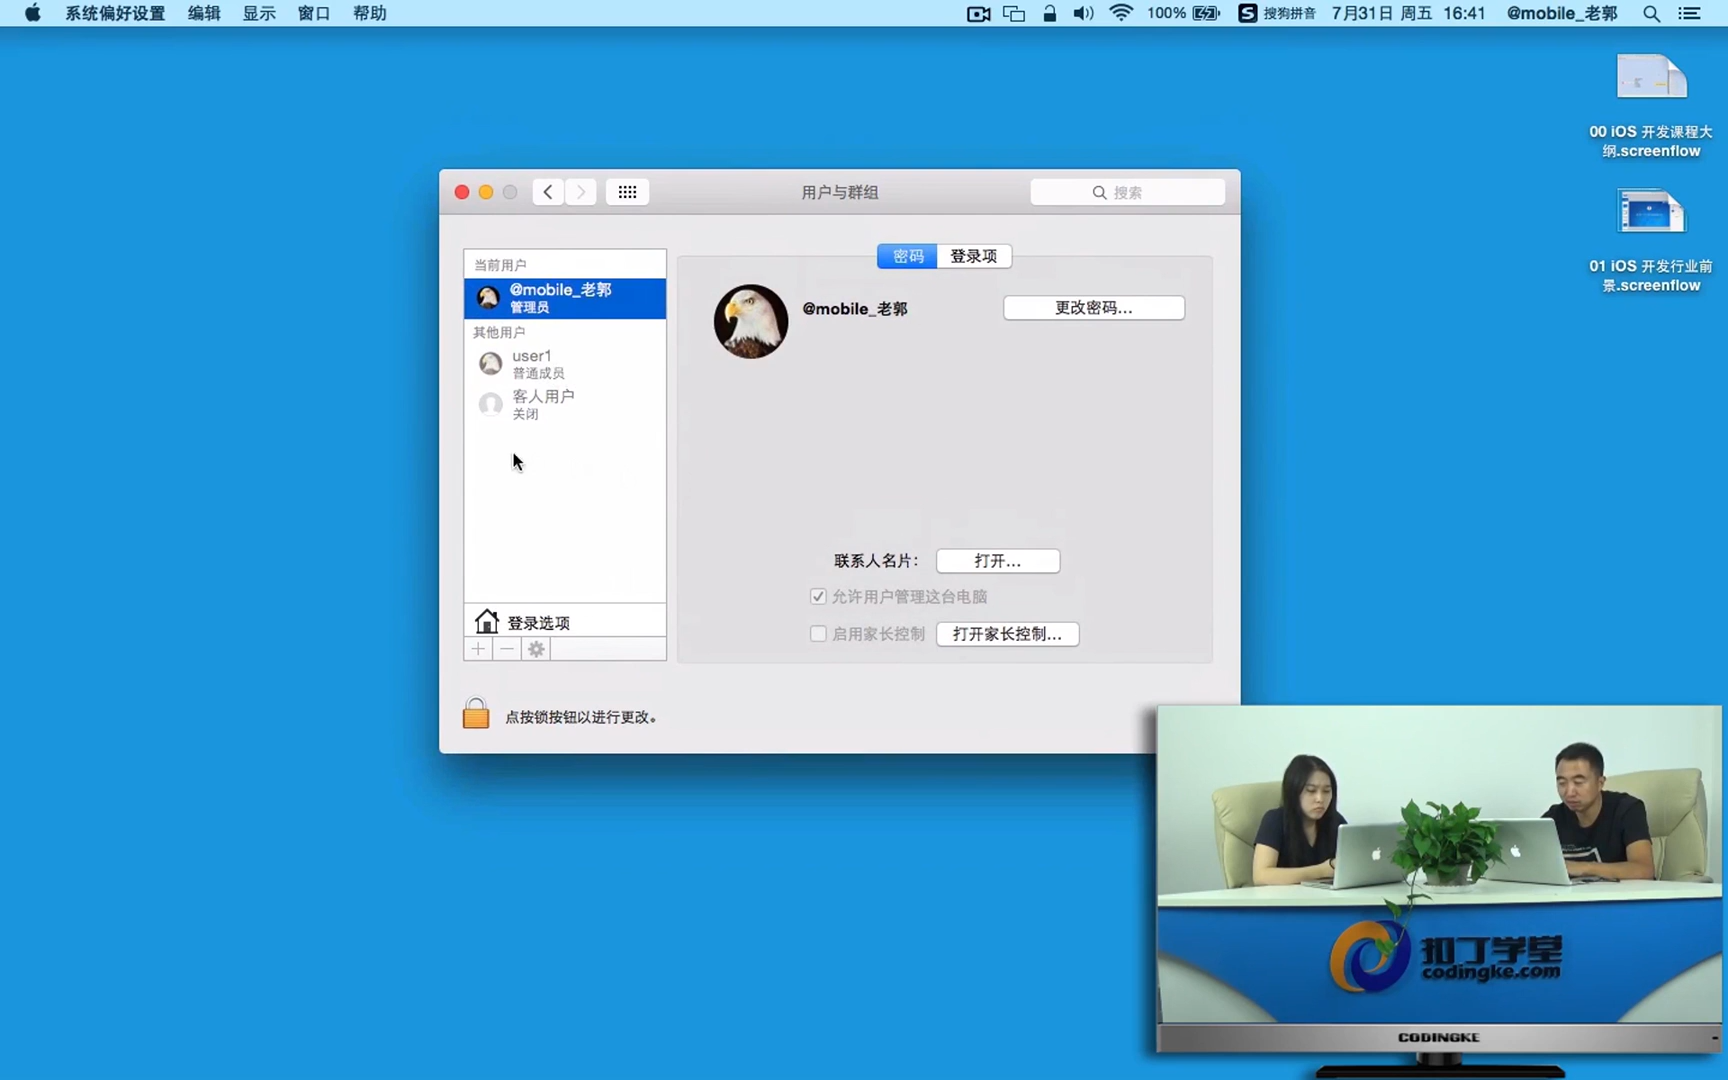 系统偏好设置 编辑 显示 窗口 帮助 100% S 搜狗拼音 7月31日 周五 16:41 @mobile_老郭
00 iOS 开发课程大
纲.screenflow
01 iOS 开发行业前
景.screenflow
用户与群组
搜索
当前用户
@mobile_老郭
管理员
其他用户
user1
普通成员
客人用户
关闭
登录选项
密码 登录项
@mobile_老郭
更改密码...
联系人名片:
打开...
允许用户管理这台电脑
启用家长控制
打开家长控制...
点按锁按钮以进行更改。
扣丁学堂
codingke.com
CODINGKE